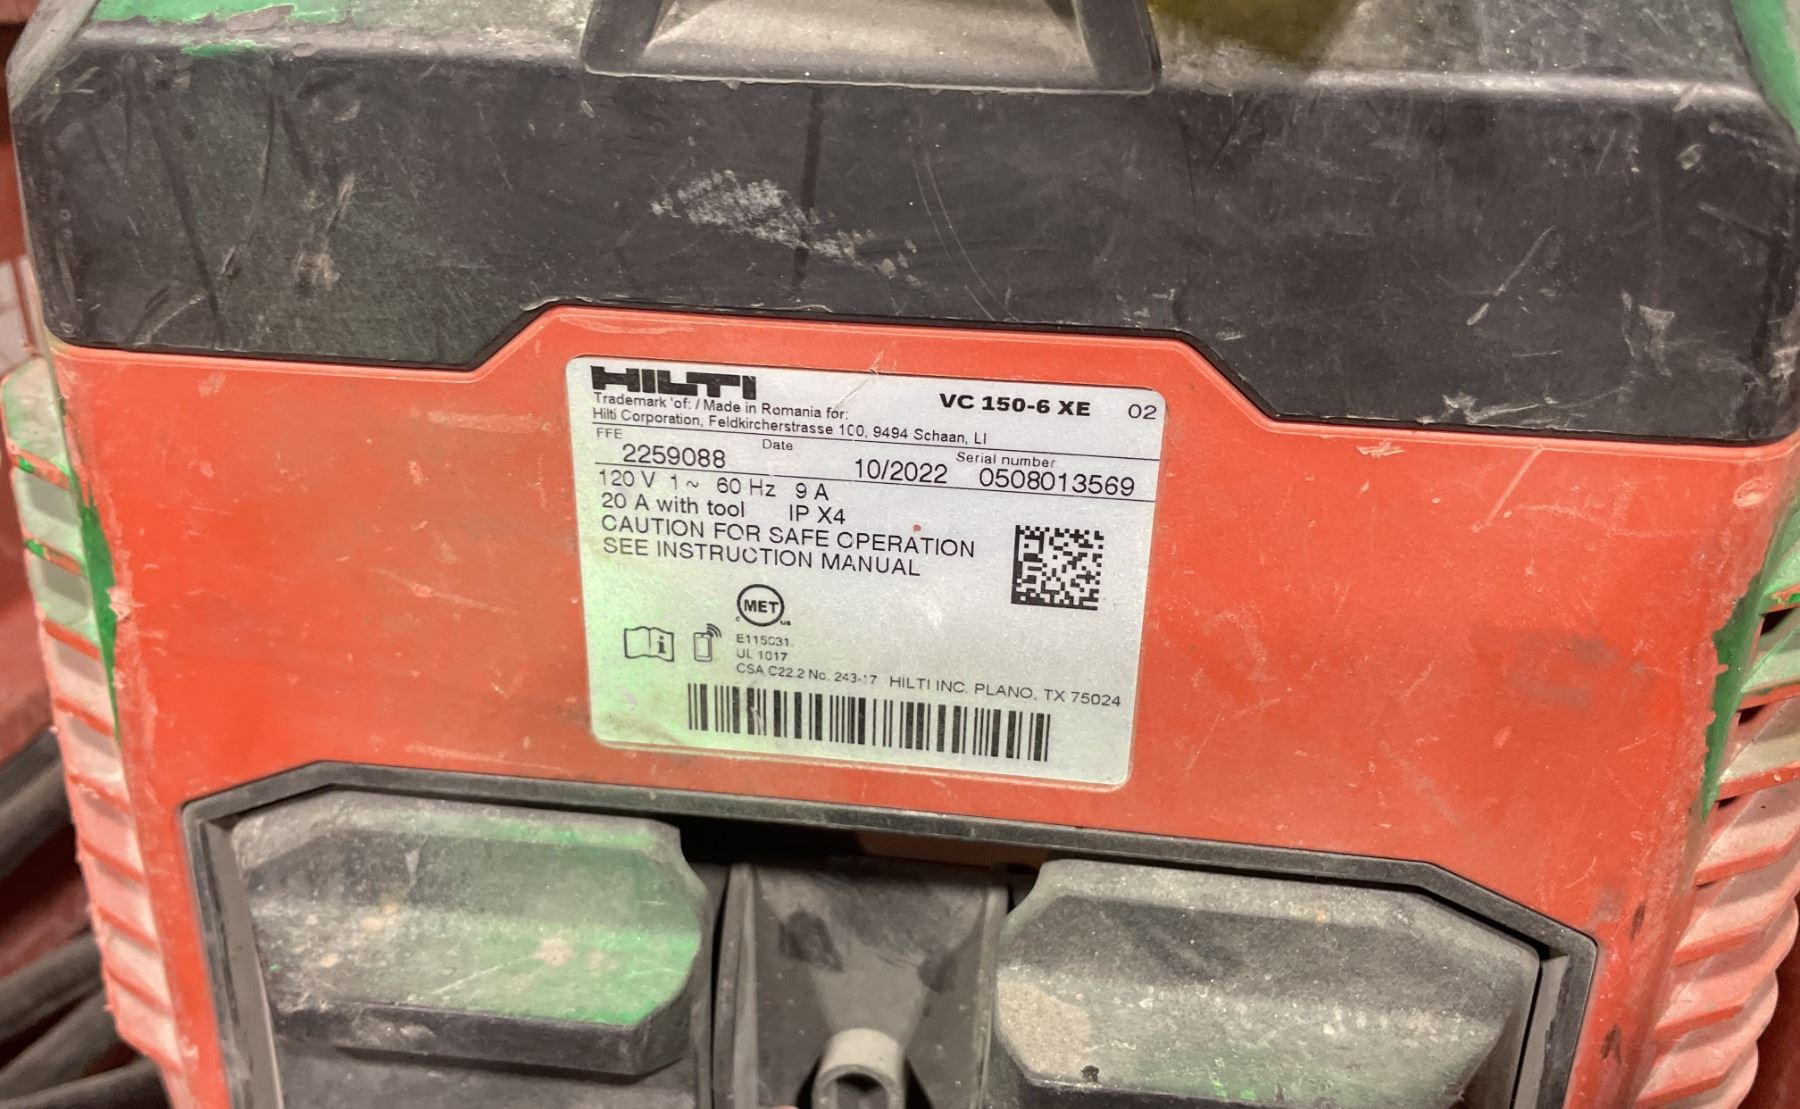 HILTI
VC 150-6 XE 02
Trademark of: / Made in Romania for:
Hilti Corporation, Feldkircherstrasse 100, 9494 Schaan, LI
FFE Date Serial number
2259088 10/2022 0508013569
120 V 1~ 60 Hz 9 A
20 A with tool IP X4
CAUTION FOR SAFE OPERATION
SEE INSTRUCTION MANUAL
MET
C US
E115031.
UL 1017
CSA C22.2 No. 243-17 HILTI INC. PLANO, TX 75024